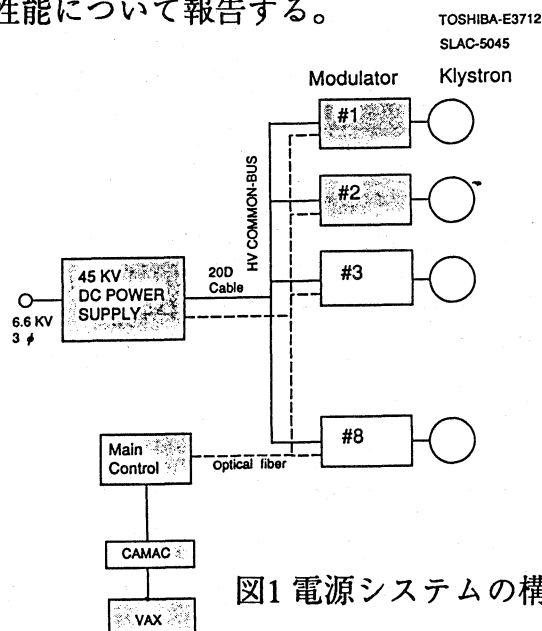 性能について報告する。
TOSHIBA-E3712
SLAC-5045
Modulator
Klystron
#1
#2
#3
#8
HV COMMON-BUS
45 KV
DC POWER
SUPPLY
20D
Cable
6.6 KV
3 φ
Main
Control
Optical fiber
CAMAC
VAX
図1 電源システムの構